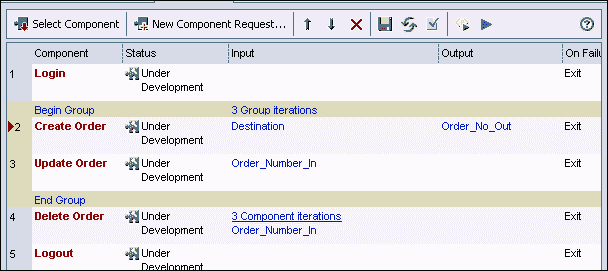 Select Component New Component Request... ?
Component Status Input Output On Failu
1 Login Under Exit
Development
Begin Group 3 Group iterations
2 Create Order Under Destination Order_No_Out Exit
Development
3 Update Order Under Order_Number_In Exit
Development
End Group
4 Delete Order Under 3 Component iterations Exit
Development Order_Number_In
5 Logout Under Exit